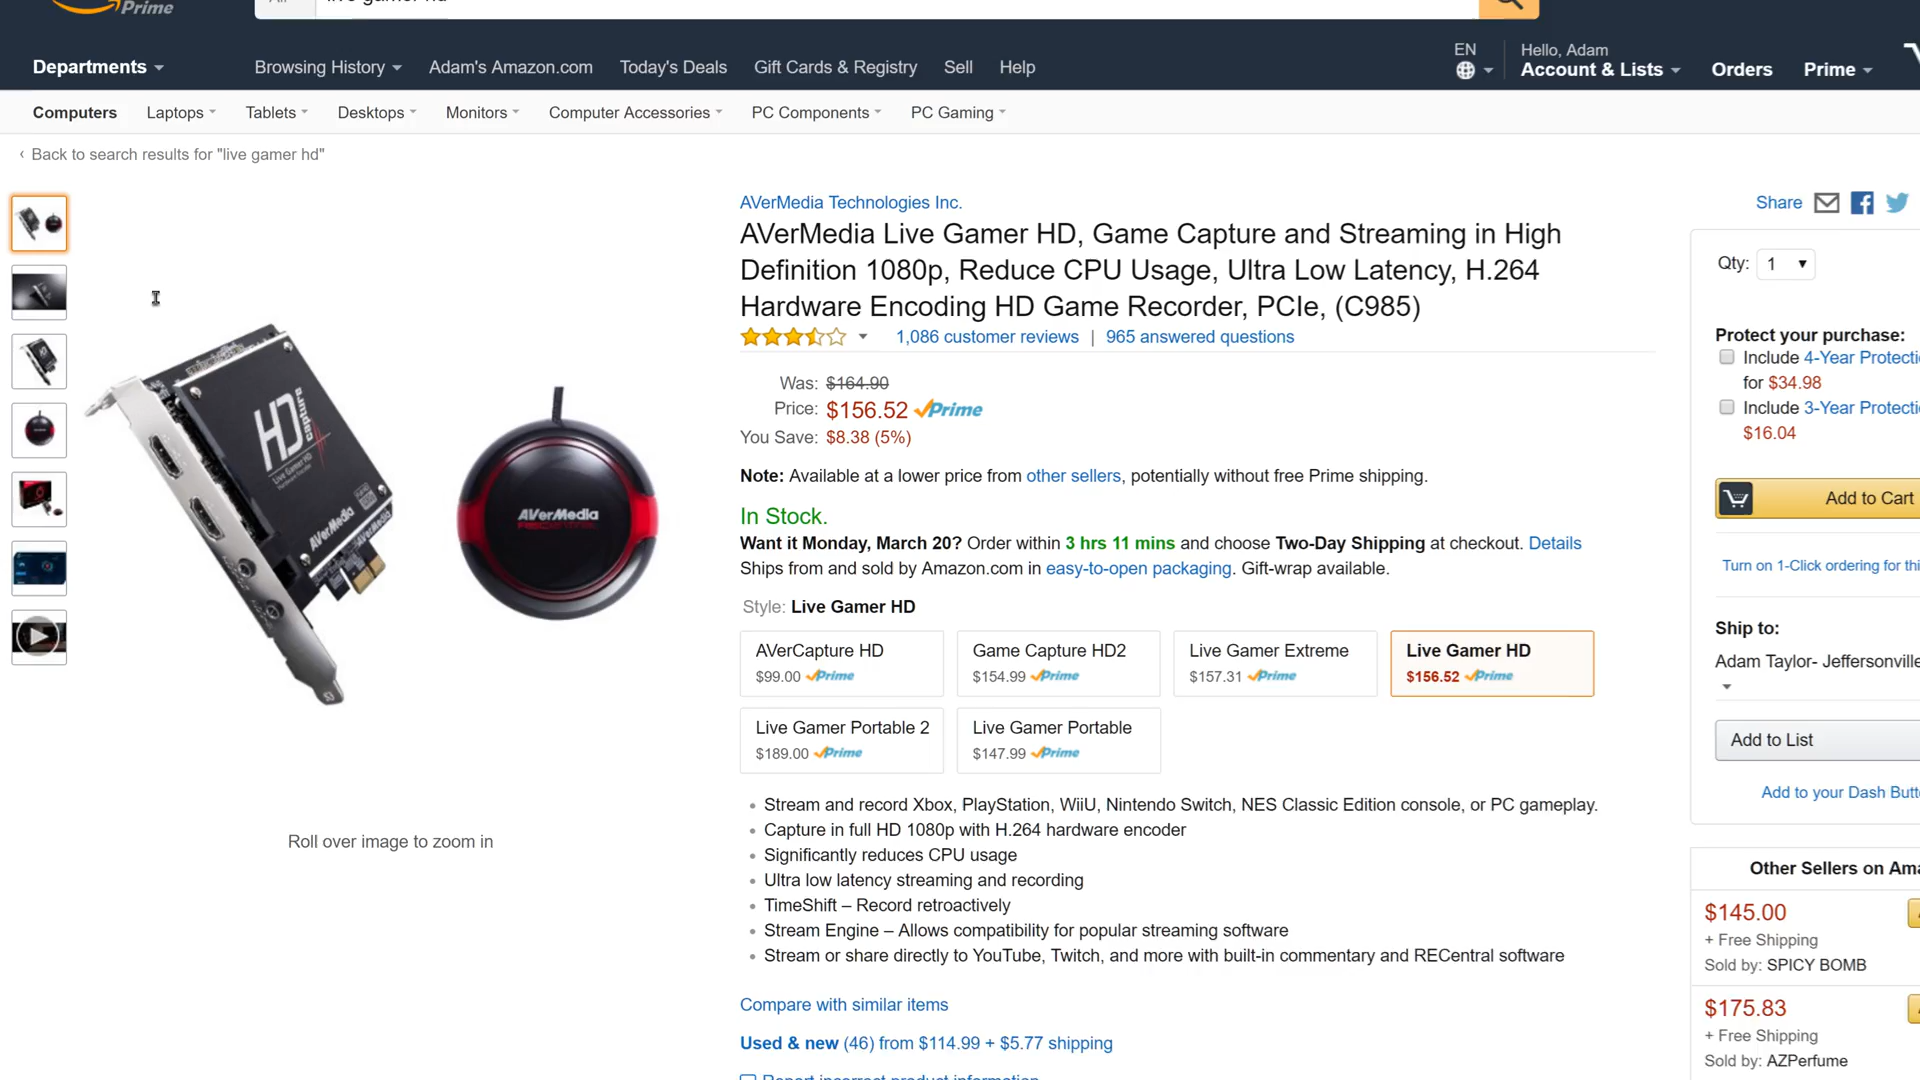 Prime
live gamer hd
Departments
Browsing History
Adam's Amazon.com
Today's Deals
Gift Cards & Registry
Sell
Help
EN
Hello, Adam
Account & Lists
Orders
Prime
Computers
Laptops
Tablets
Desktops
Monitors
Computer Accessories
PC Components
PC Gaming
‹ Back to search results for "live gamer hd"
HD
capture
Live Gamer HD
AVerMedia
AVerMedia
AVerMedia
RECentral
Roll over image to zoom in
AVerMedia Technologies Inc.
AVerMedia Live Gamer HD, Game Capture and Streaming in High
Definition 1080p, Reduce CPU Usage, Ultra Low Latency, H.264
Hardware Encoding HD Game Recorder, PCIe, (C985)
1,086 customer reviews | 965 answered questions
Was: $164.90
Price: $156.52 Prime
You Save: $8.38 (5%)
Note: Available at a lower price from other sellers, potentially without free Prime shipping.
In Stock.
Want it Monday, March 20? Order within 3 hrs 11 mins and choose Two-Day Shipping at checkout. Details
Ships from and sold by Amazon.com in easy-to-open packaging. Gift-wrap available.
Style: Live Gamer HD
AVerCapture HD
$99.00 Prime
Game Capture HD2
$154.99 Prime
Live Gamer Extreme
$157.31 Prime
Live Gamer HD
$156.52 Prime
Live Gamer Portable 2
$189.00 Prime
Live Gamer Portable
$147.99 Prime
• Stream and record Xbox, PlayStation, WiiU, Nintendo Switch, NES Classic Edition console, or PC gameplay.
• Capture in full HD 1080p with H.264 hardware encoder
• Significantly reduces CPU usage
• Ultra low latency streaming and recording
• TimeShift – Record retroactively
• Stream Engine – Allows compatibility for popular streaming software
• Stream or share directly to YouTube, Twitch, and more with built-in commentary and RECentral software
Compare with similar items
Used & new (46) from $114.99 + $5.77 shipping
Report incorrect product information
Share
Qty: 1
Protect your purchase:
Include 4-Year Protecti
for $34.98
Include 3-Year Protecti
$16.04
Add to Cart
Turn on 1-Click ordering for thi
Ship to:
Adam Taylor- Jeffersonville
Add to List
Add to your Dash Butt
Other Sellers on Ama
$145.00
+ Free Shipping
Sold by: SPICY BOMB
$175.83
+ Free Shipping
Sold by: AZPerfume